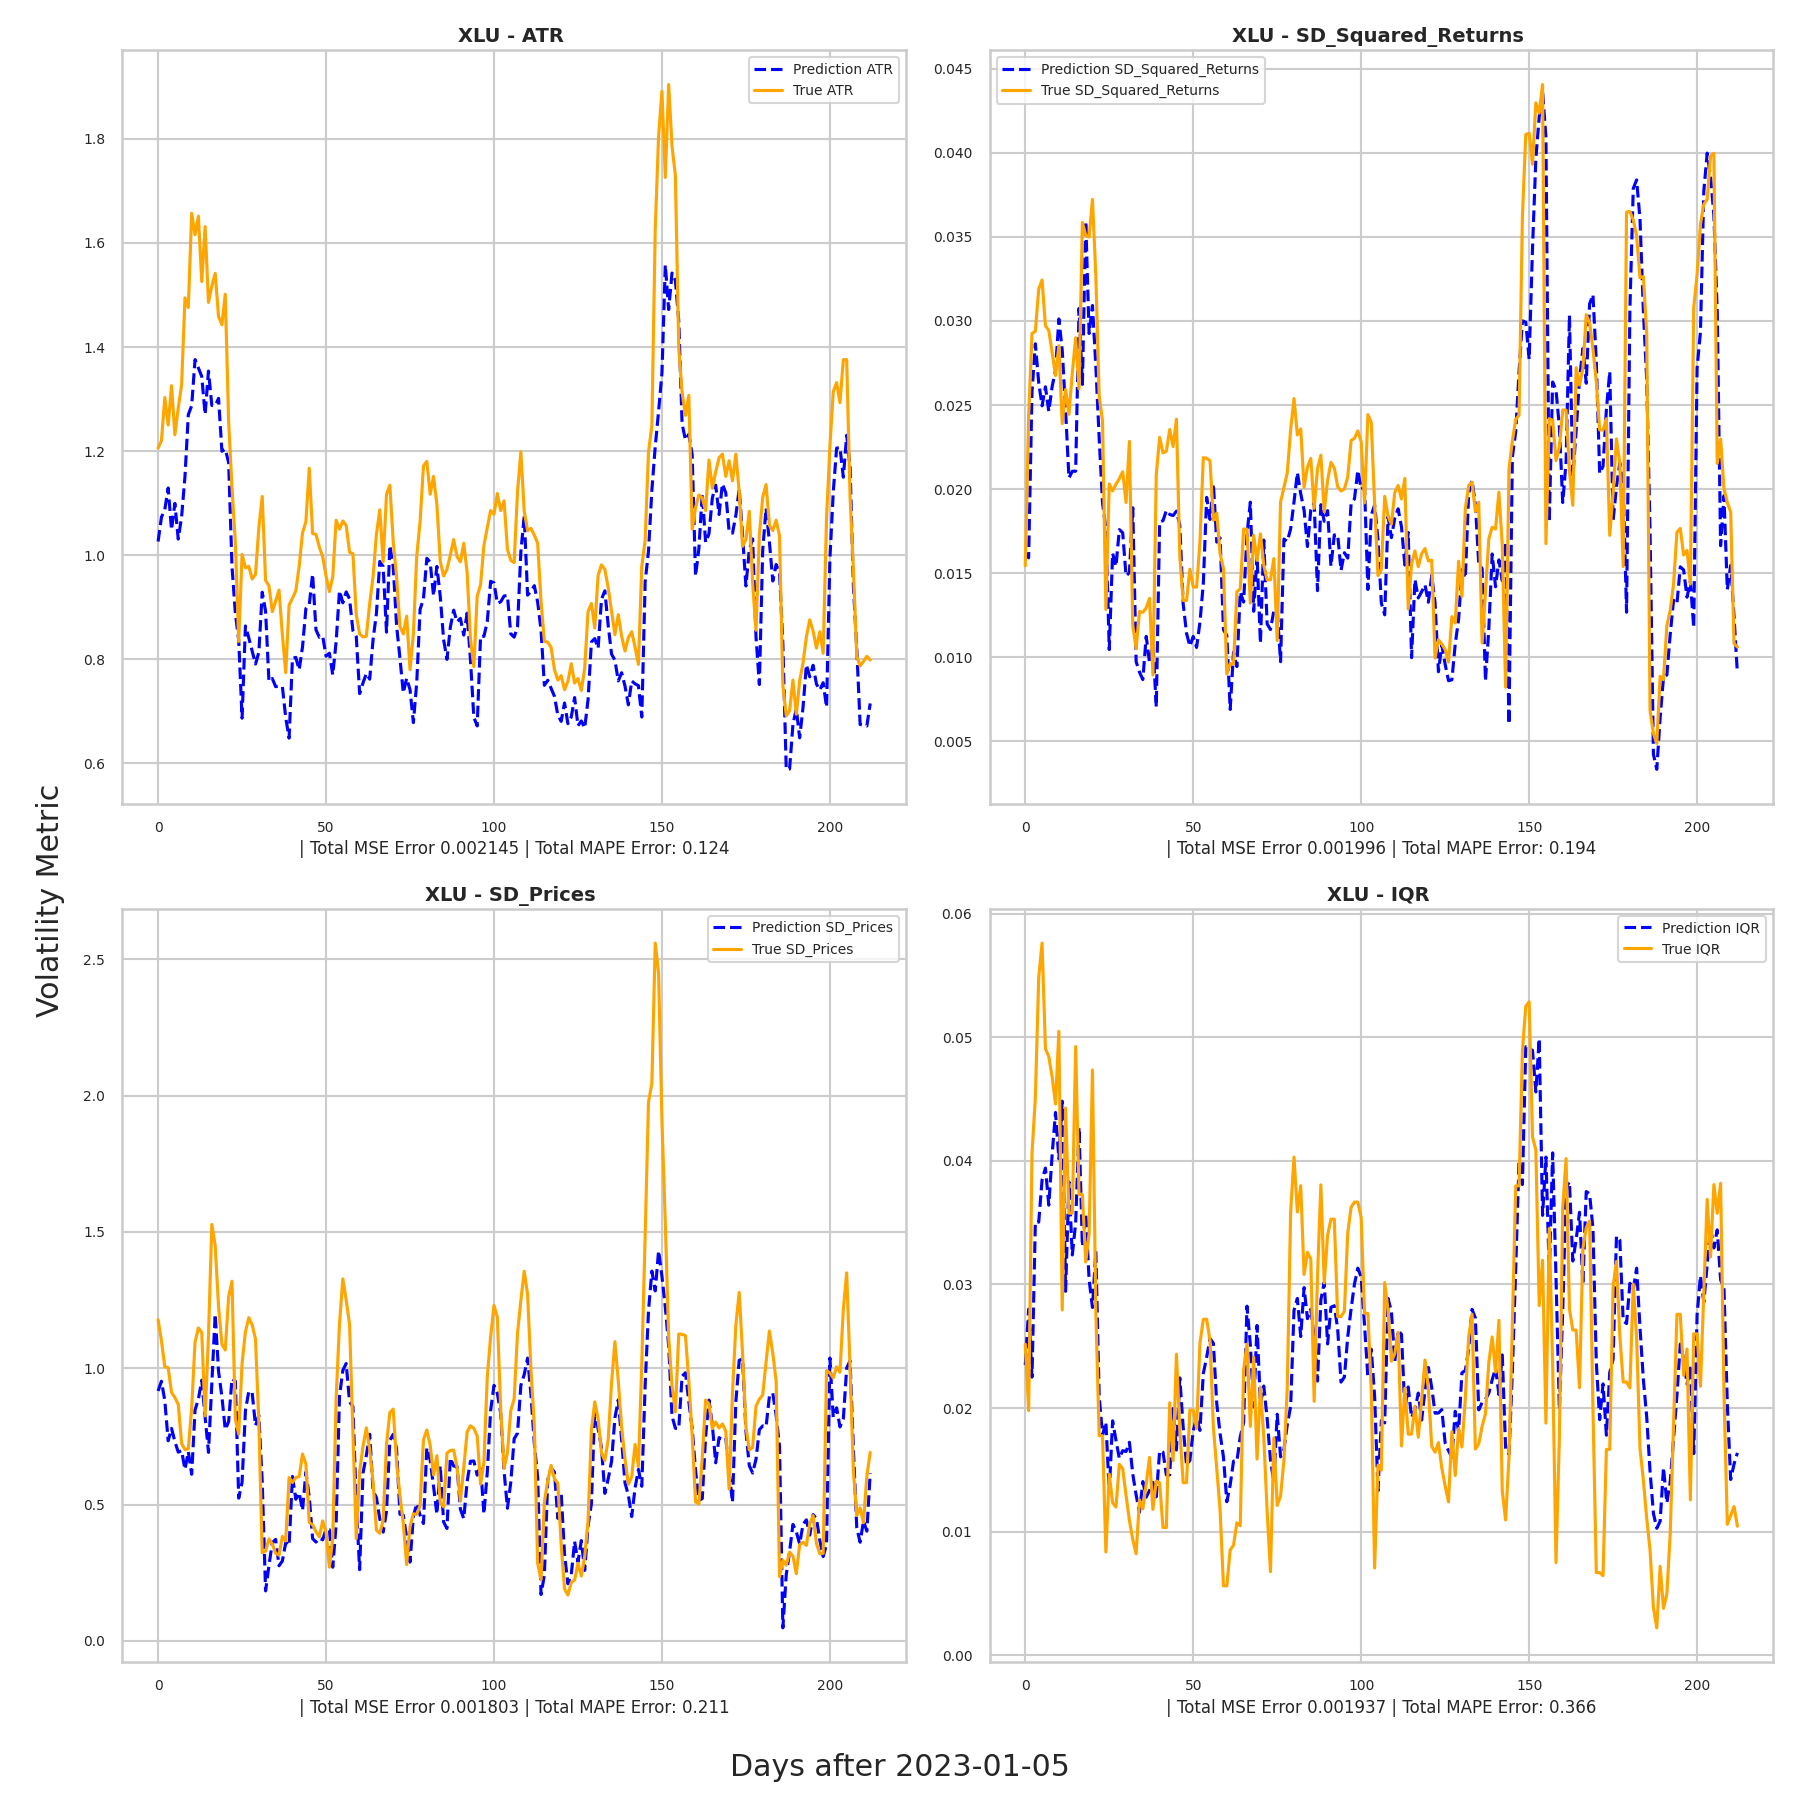 XLU - ATR
Prediction ATR
True ATR
1.8
1.6
1.4
1.2
1.0
0.8
0.6
0 50 100 150 200
| Total MSE Error 0.002145 | Total MAPE Error: 0.124
XLU - SD_Squared_Returns
Prediction SD_Squared_Returns
True SD_Squared_Returns
0.045
0.040
0.035
0.030
0.025
0.020
0.015
0.010
0.005
0 50 100 150 200
| Total MSE Error 0.001996 | Total MAPE Error: 0.194
Volatility Metric
XLU - SD_Prices
Prediction SD_Prices
True SD_Prices
2.5
2.0
1.5
1.0
0.5
0.0
0 50 100 150 200
| Total MSE Error 0.001803 | Total MAPE Error: 0.211
XLU - IQR
Prediction IQR
True IQR
0.06
0.05
0.04
0.03
0.02
0.01
0.00
0 50 100 150 200
| Total MSE Error 0.001937 | Total MAPE Error: 0.366
Days after 2023-01-05